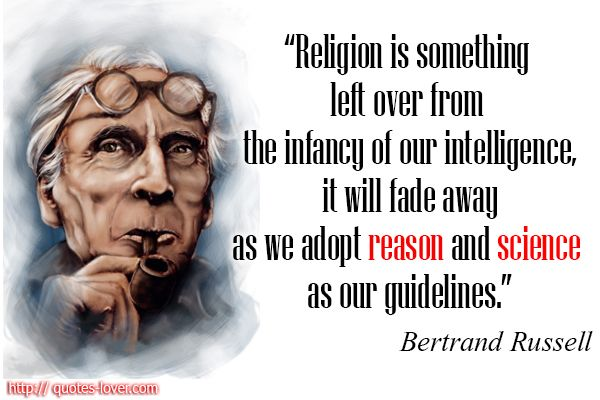 “Religion is something
left over from
the infancy of our intelligence,
it will fade away
as we adopt reason and science
as our guidelines.”
Bertrand Russell
http:// quotes-lover.com